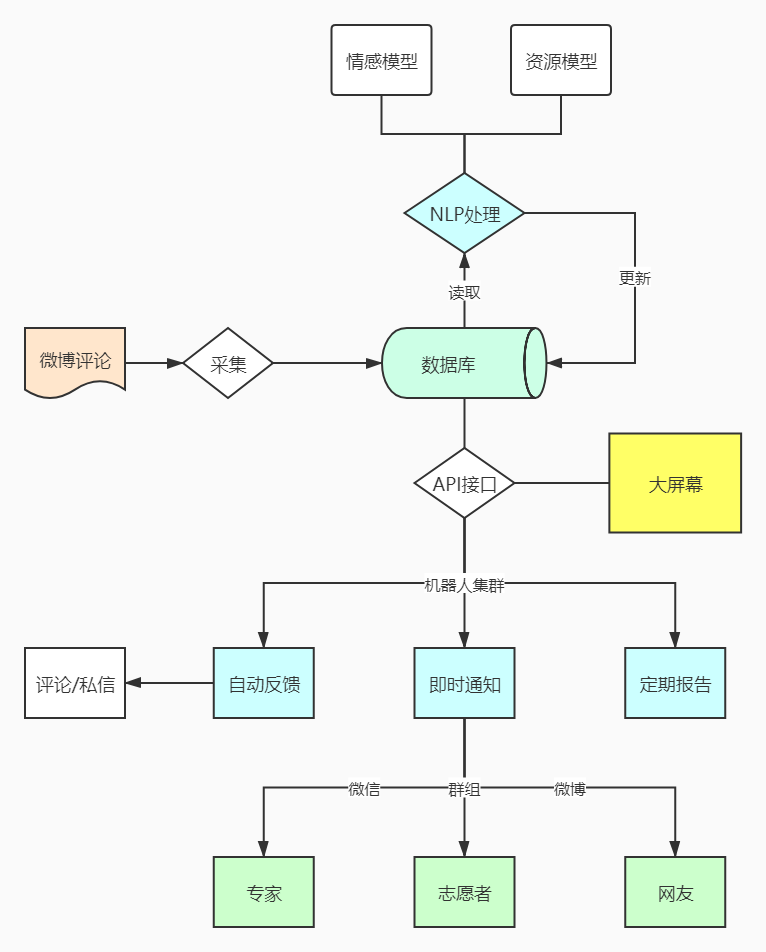 情感模型
资源模型
NLP处理
更新
读取
微博评论
采集
数据库
API接口
大屏幕
机器人集群
评论/私信
自动反馈
即时通知
定期报告
微信
群组
微博
专家
志愿者
网友